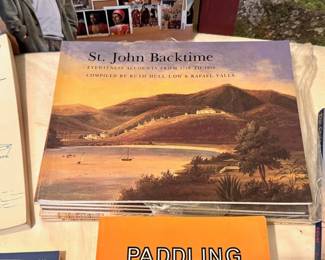 St. John Backtime
EYEWITNESS ACCOUNTS FROM 1718 TO 1956
COMPILED BY RUTH HULL LOW & RAFAEL VALLS
PADDLING